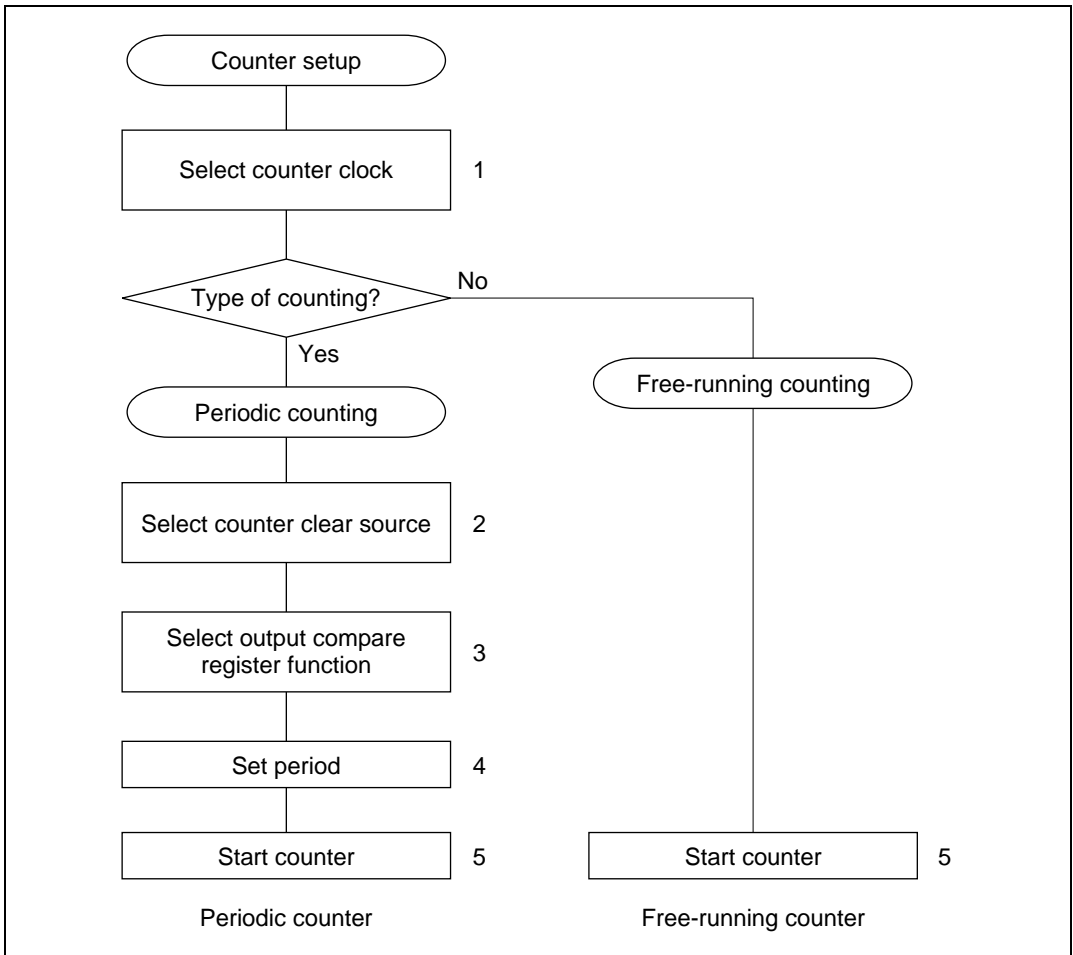 Counter setup
Select counter clock
1
Type of counting?
No
Yes
Periodic counting
Free-running counting
Select counter clear source
2
Select output compare
register function
3
Set period
4
Start counter
5
Start counter
5
Periodic counter
Free-running counter